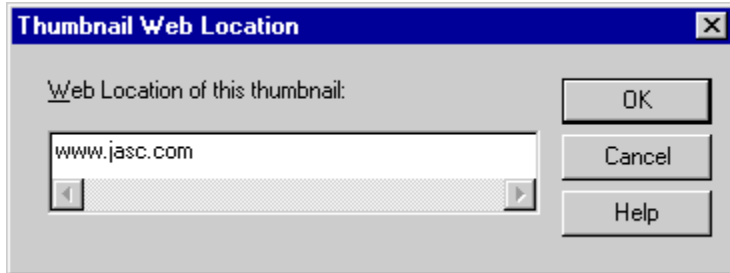 Thumbnail Web Location
Web Location of this thumbnail:
www.jasc.com
OK
Cancel
Help